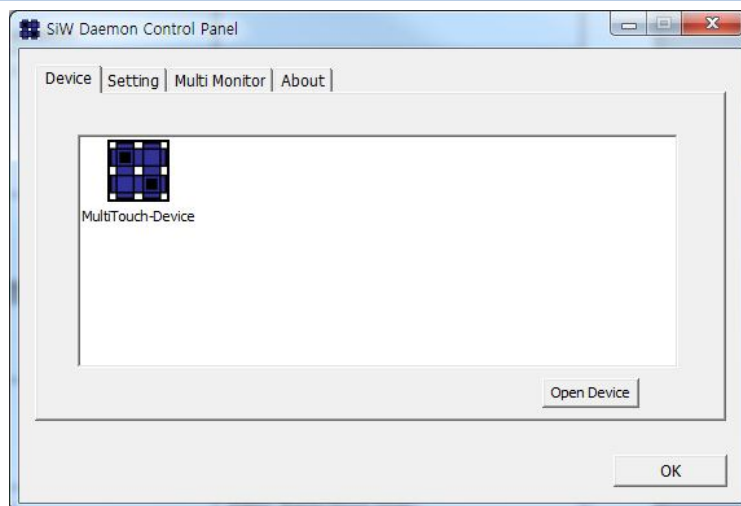 SiW Daemon Control Panel
Device Setting Multi Monitor About
MultiTouch-Device
Open Device
OK